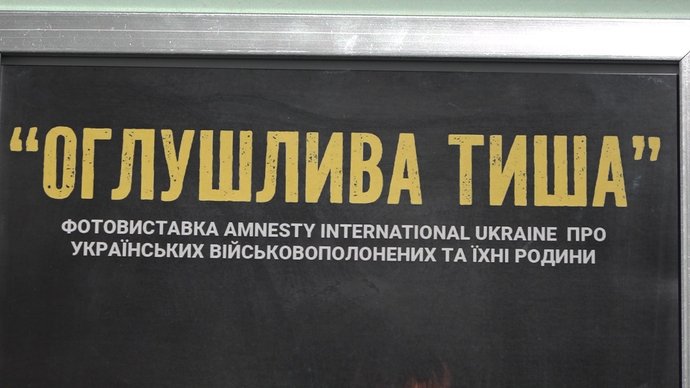 “ОГЛУШЛИВА ТИША”
ФОТОВИСТАВКА AMNESTY INTERNATIONAL UKRAINE ПРО
УКРАЇНСЬКИХ ВІЙСЬКОВОПОЛОНЕНИХ ТА ЇХНІ РОДИНИ